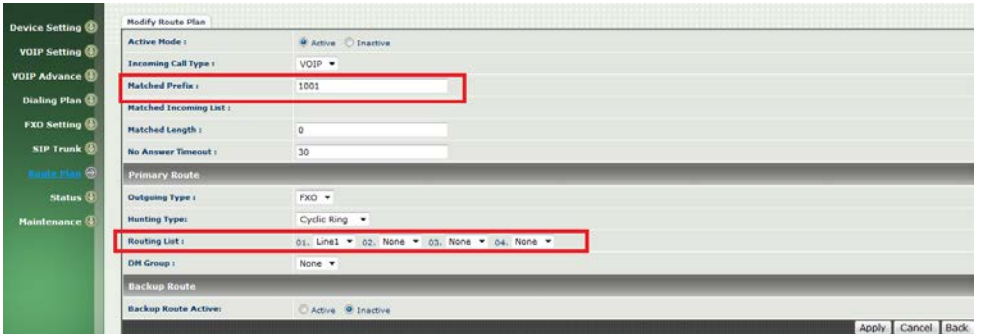 Device Setting
VOIP Setting
VOIP Advance
Dialing Plan
FXO Setting
SIP Trunk
Route Plan
Status
Maintenance
Modify Route Plan
Active Mode : Active Inactive
Incoming Call Type : VOIP
Matched Prefix : 1001
Matched Incoming List :
Matched Length : 0
No Answer Timeout : 30
Primary Route
Outgoing Type : FXO
Hunting Type: Cyclic Ring
Routing List : 01. Line1 02. None 03. None 04. None
DM Group : None
Backup Route
Backup Route Active: Active Inactive
Apply Cancel Back